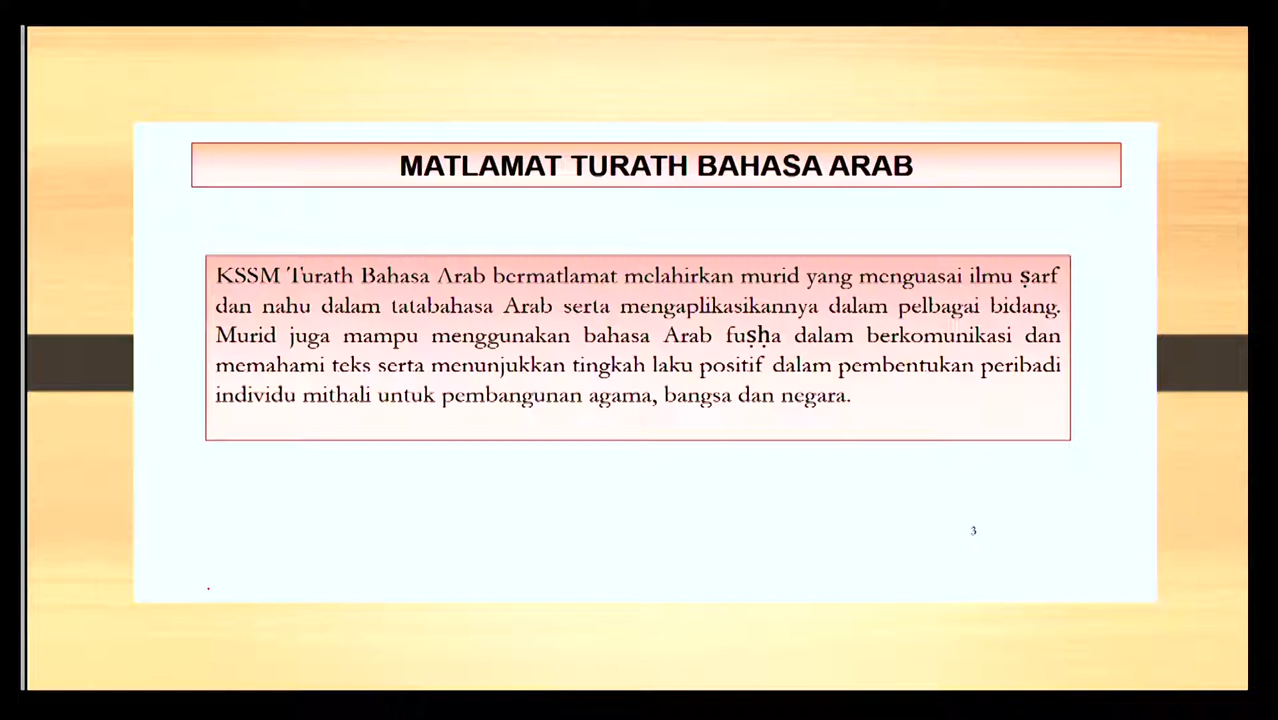 MATLAMAT TURATH BAHASA ARAB
KSSM Turath Bahasa Arab bermatlamat melahirkan murid yang menguasai ilmu ṣarf
dan nahu dalam tatabahasa Arab serta mengaplikasikannya dalam pelbagai bidang.
Murid juga mampu menggunakan bahasa Arab fuṣḥa dalam berkomunikasi dan
memahami teks serta menunjukkan tingkah laku positif dalam pembentukan peribadi
individu mithali untuk pembangunan agama, bangsa dan negara.
3